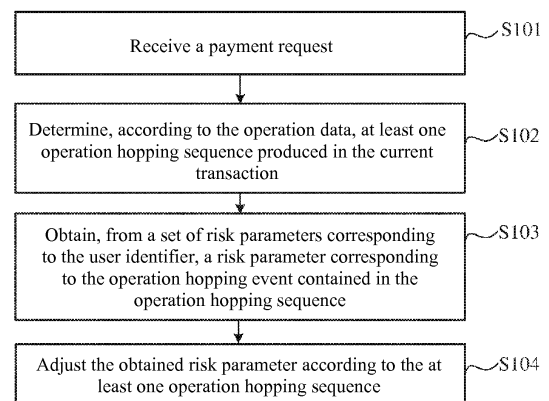 Receive a payment request
S101
Determine, according to the operation data, at least one
operation hopping sequence produced in the current
transaction
S102
Obtain, from a set of risk parameters corresponding
to the user identifier, a risk parameter corresponding
to the operation hopping event contained in the
operation hopping sequence
S103
Adjust the obtained risk parameter according to the at
least one operation hopping sequence
S104